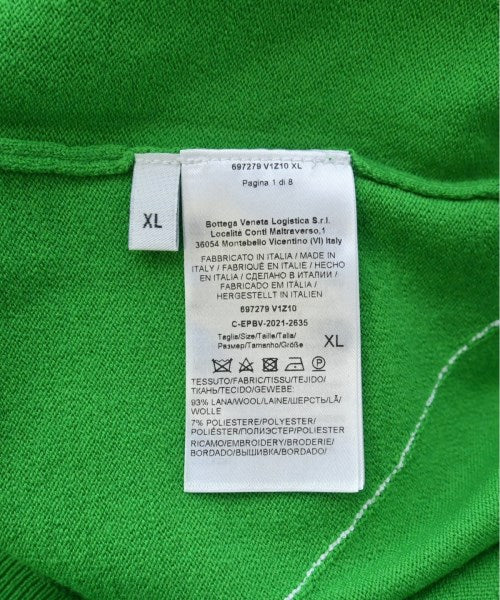 697279 V1Z10 XL
Pagina 1 di 8
XL
Bottega Veneta Logistica S.r.l.
Località Conti Maltraverso,1
36054 Montebello Vicentino (VI) Italy
FABBRICATO IN ITALIA / MADE IN
ITALY / FABRIQUÉ EN ITALIE / HECHO
EN ITALIA / СДЕЛАНО В ИТАЛИИ /
FABRICADO EM ITÁLIA /
HERGESTELLT IN ITALIEN
697279 V1Z10
C-EPBV-2021-2635
Taglia/Size/Taille/Talla/
Размер/Tamanho/Größe
XL
TESSUTO/FABRIC/TISSU/TEJIDO/
ТКАНЬ/TECIDO/GEWEBE:
93% LANA/WOOL/LAINE/ШЕРСТЬ/LÃ/
WOLLE
7% POLIESTERE/POLYESTER/
POLIÉSTER/ПОЛИЭСТЕР/POLYESTER
RICAMO/EMBROIDERY/BRODERIE/
BORDADO/ВЫШИВКА/BORDADO/